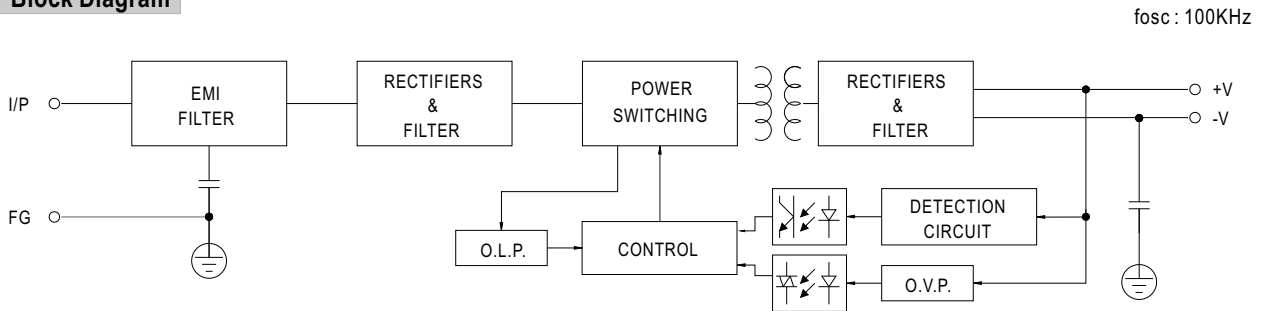 Block Diagram
fosc : 100KHz
I/P
EMI
FILTER
RECTIFIERS
&
FILTER
POWER
SWITCHING
RECTIFIERS
&
FILTER
+V
-V
FG
O.L.P.
CONTROL
DETECTION
CIRCUIT
O.V.P.